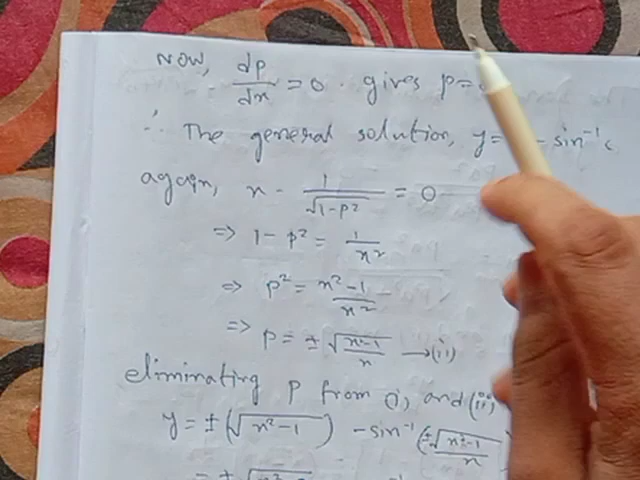 Now, dp/dx = 0 gives p =
∴ The general solution, y = - sin⁻¹c
again, x - 1/√(1-p²) = 0
⇒ 1 - p² = 1/x²
⇒ p² = (x²-1)/x²
⇒ p = ± √(x²-1)/x → (ii)
eliminating p from (i) and (ii)
y = ± (√(x²-1)) - sin⁻¹(±√(x²-1)/x
= ±